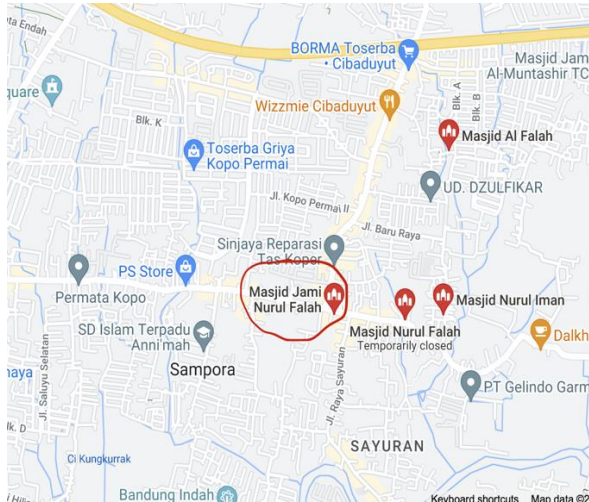 ta Endah
BORMA Toserba
• Cibaduyut
Masjid Jam
Al-Muntashir TC
Blk. A
Blk. B
quare
Wizzmie Cibaduyut
Blk. K
Masjid Al Falah
Toserba Griya
Kopo Permai
UD. DZULFIKAR
Jl. Kopo Permai II
Jl. Baru Raya
Sinjaya Reparasi
Tas Koper
PS Store
Permata Kopo
Masjid Jami
Nurul Falah
Masjid Nurul Iman
Masjid Nurul Falah
Temporarily closed
SD Islam Terpadu
Anni'mah
Dalkh
naya
Jl. Saluyu Selatan
Sampora
Jl. Raya Sayuran
PT Gelindo Garm
lk. D
SAYURAN
Ci Kungkurrak
Bandung Indah
Keyboard shortcuts Map data ©2